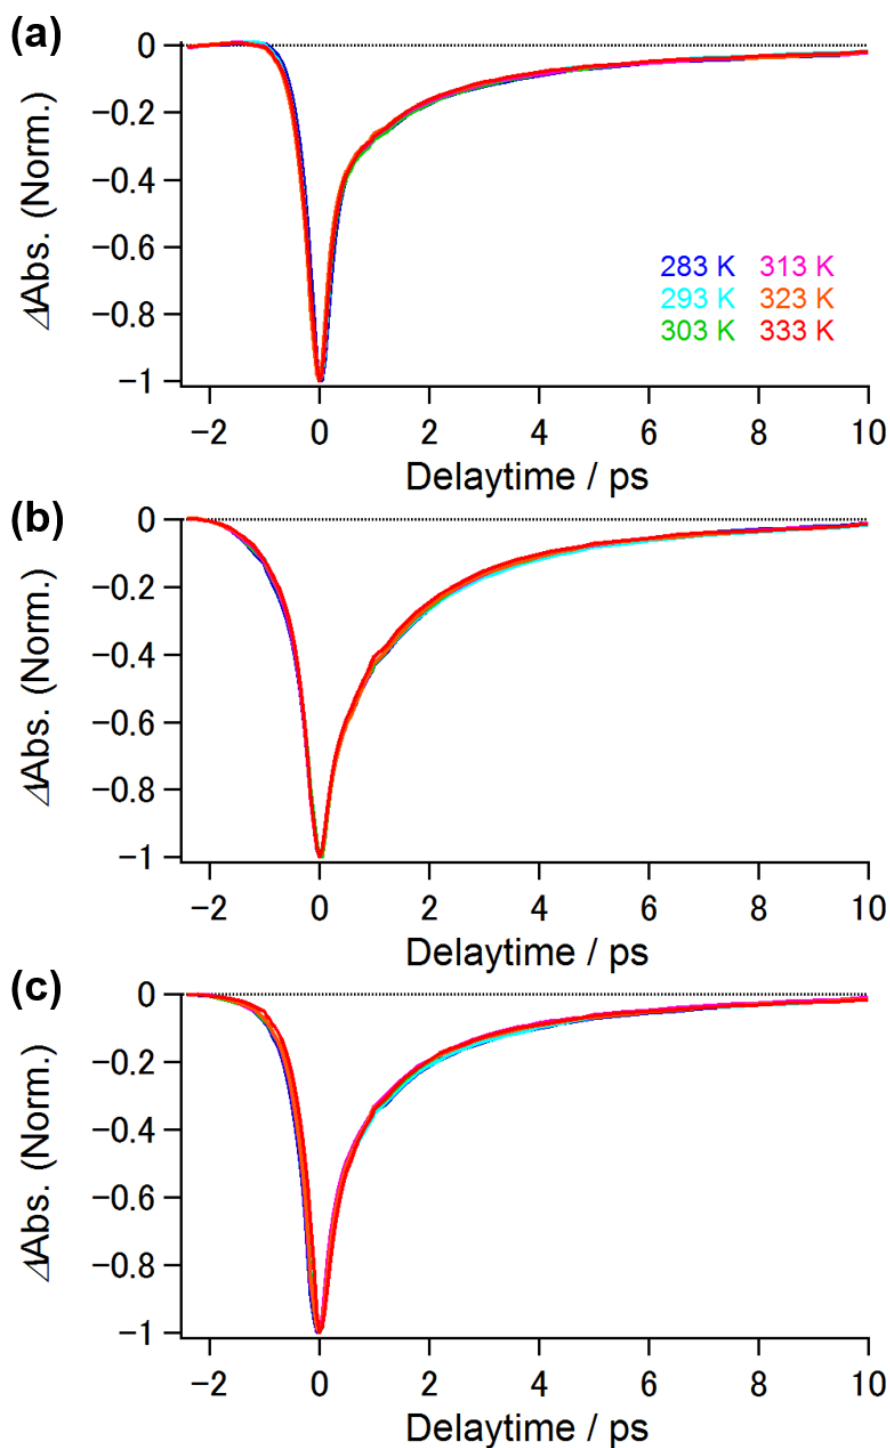 (a)
0
−0.2
−0.4
−0.6
−0.8
−1
ΔAbs. (Norm.)
283 K 313 K
293 K 323 K
303 K 333 K
−2 0 2 4 6 8 10
Delaytime / ps
(b)
0
−0.2
−0.4
−0.6
−0.8
−1
ΔAbs. (Norm.)
−2 0 2 4 6 8 10
Delaytime / ps
(c)
0
−0.2
−0.4
−0.6
−0.8
−1
ΔAbs. (Norm.)
−2 0 2 4 6 8 10
Delaytime / ps